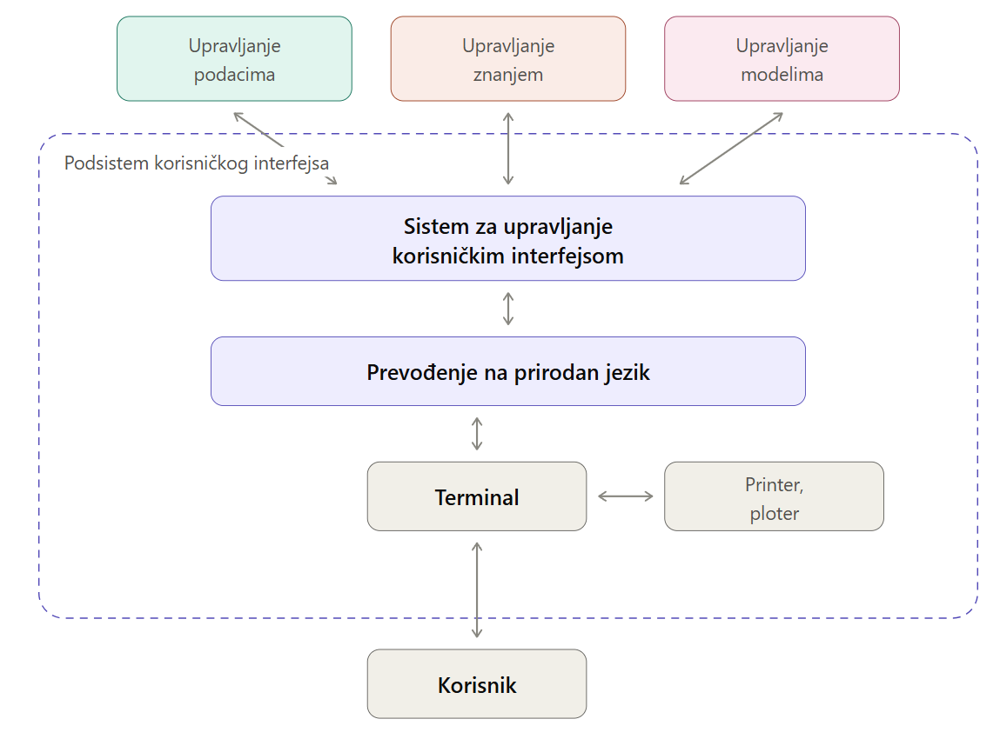 Upravljanje
podacima
Upravljanje
znanjem
Upravljanje
modelima
Podsistem korisničkog interfejsa
Sistem za upravljanje
korisničkim interfejsom
Prevođenje na prirodan jezik
Terminal
Printer,
ploter
Korisnik